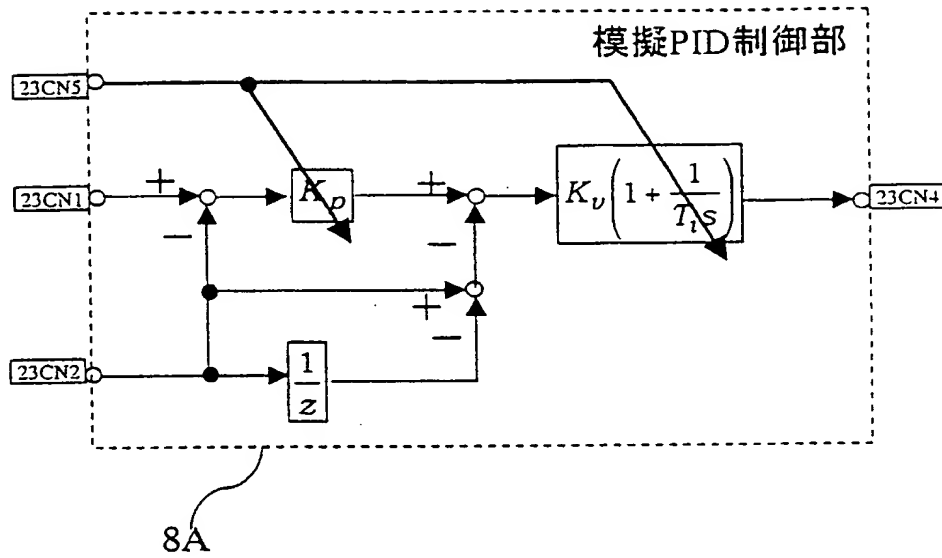 模擬PID制御部
23CN5
23CN1
+
−
K_p
+
−
K_v(1 + 1/(T_i s))
23CN4
+
−
23CN2
1/z
8A